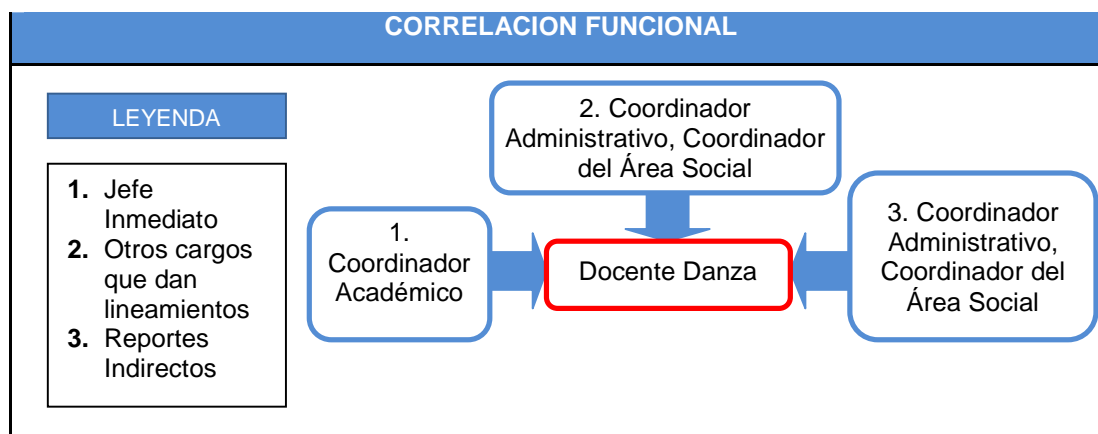 CORRELACION FUNCIONAL
LEYENDA
1. Jefe
Inmediato
2. Otros cargos
que dan
lineamientos
3. Reportes
Indirectos
1.
Coordinador
Académico
2. Coordinador
Administrativo, Coordinador
del Área Social
Docente Danza
3. Coordinador
Administrativo,
Coordinador del
Área Social